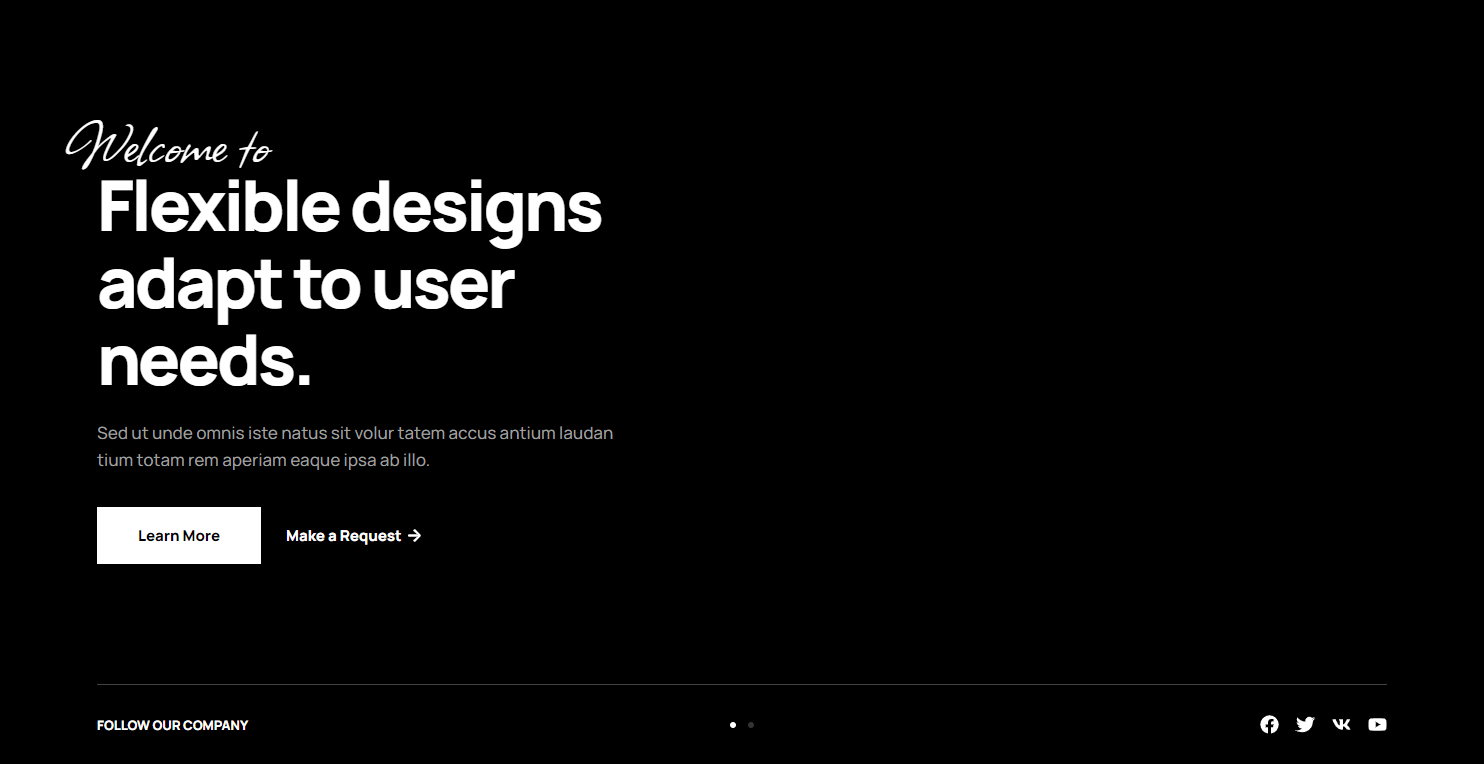 Welcome to
Flexible designs
adapt to user
needs.
Sed ut unde omnis iste natus sit volur tatem accus antium laudan
tium totam rem aperiam eaque ipsa ab illo.
Learn More
Make a Request
FOLLOW OUR COMPANY